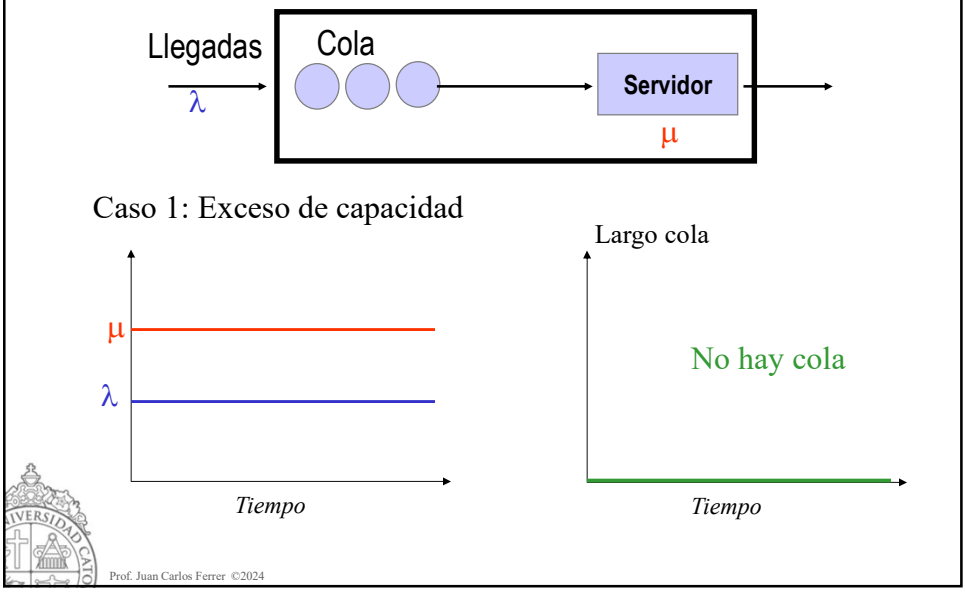 Llegadas
λ
Cola
Servidor
μ
Caso 1: Exceso de capacidad
μ
λ
Tiempo
Largo cola
No hay cola
Tiempo
Prof. Juan Carlos Ferrer ©2024